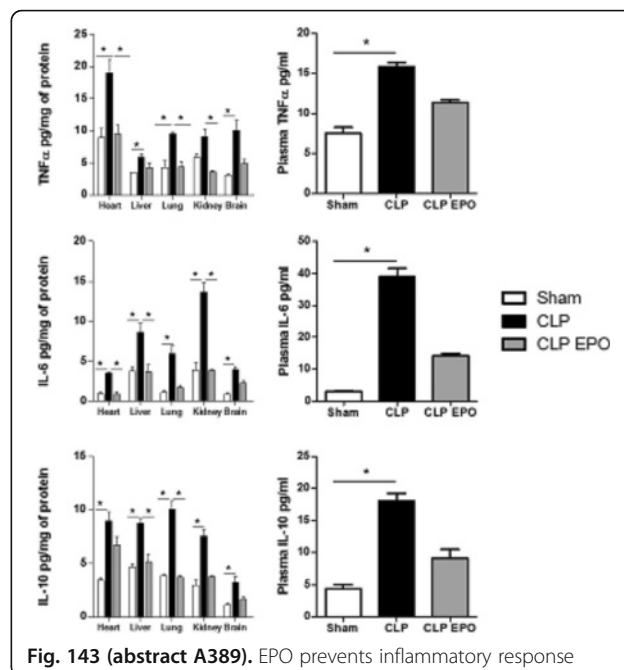 TNFα pg/mg of protein
25
20
15
10
5
0
* * * * * * *
Heart Liver Lung Kidney Brain
Plasma TNFα pg/ml
20
15
10
5
0
*
Sham CLP CLP EPO
IL-6 pg/mg of protein
20
15
10
5
0
* * * * * * * *
Heart Liver Lung Kidney Brain
Plasma IL-6 pg/ml
50
40
30
20
10
0
*
Sham CLP CLP EPO
Sham
CLP
CLP EPO
IL-10 pg/mg of protein
15
10
5
0
* * * * * * *
Heart Liver Lung Kidney Brain
Plasma IL-10 pg/ml
25
20
15
10
5
0
*
Sham CLP CLP EPO
Fig. 143 (abstract A389). EPO prevents inflammatory response